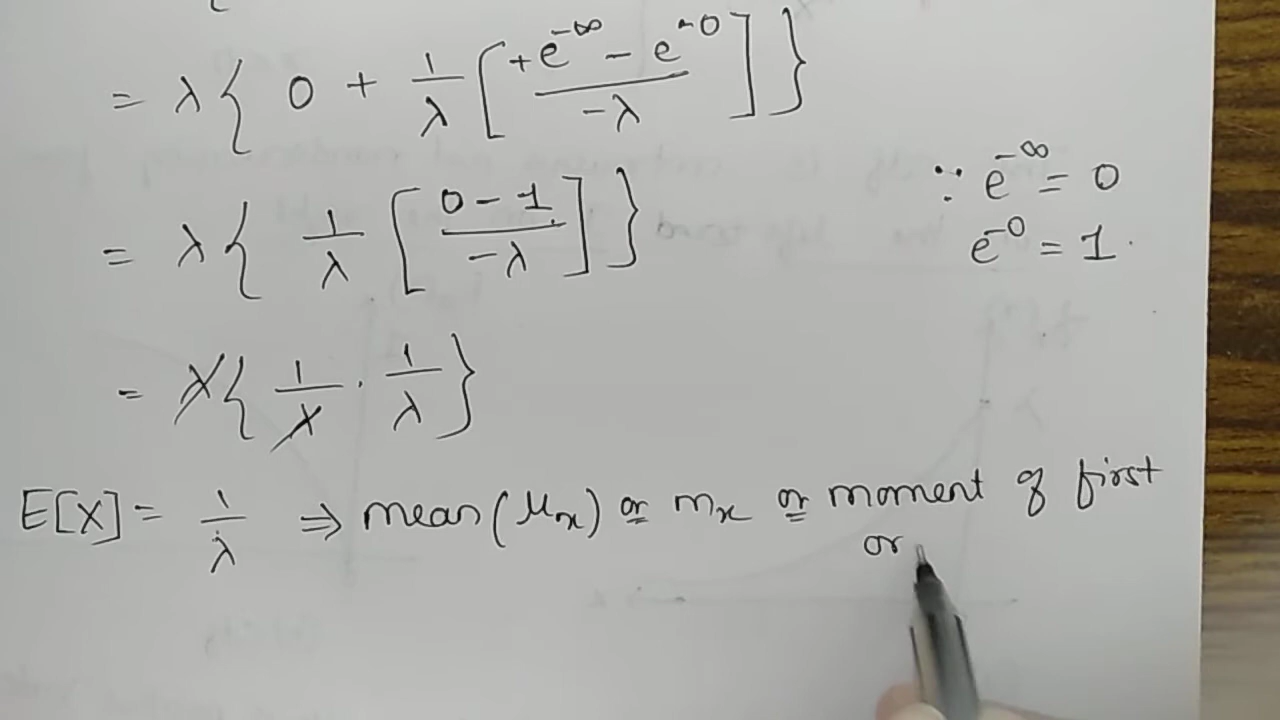 = λ{ 0 + 1/λ [ +e^-∞ - e^-0 / -λ ] }
∵ e^-∞ = 0
= λ{ 1/λ [ 0 - 1 / -λ ] }
e^-0 = 1.
= λ{ 1/λ · 1/λ }
E[X] = 1/λ ⇒ mean (μx) or mx or moment of first
or